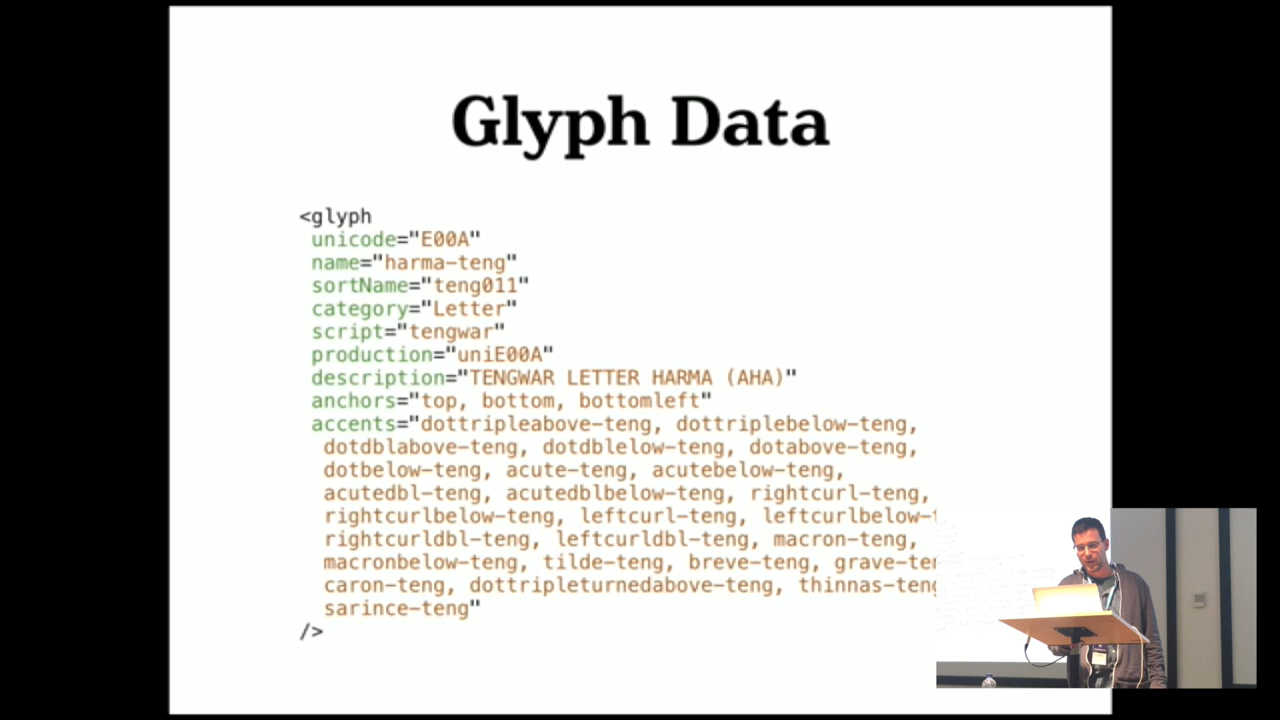 Glyph Data
<glyph
unicode="E00A"
name="harma-teng"
sortName="teng011"
category="Letter"
script="tengwar"
production="uniE00A"
description="TENGWAR LETTER HARMA (AHA)"
anchors="top, bottom, bottomleft"
accents="dottripleabove-teng, dottriplebelow-teng,
dotdblabove-teng, dotdblelow-teng, dotabove-teng,
dotbelow-teng, acute-teng, acutebelow-teng,
acutedbl-teng, acutedblbelow-teng, rightcurl-teng,
rightcurlbelow-teng, leftcurl-teng,
rightcurldbl-teng, leftcurldbl-teng, macron-teng,
macronbelow-teng, tilde-teng, breve-teng,
caron-teng, dottripleturnedabove-teng, thinnas-teng
sarince-teng"
/>